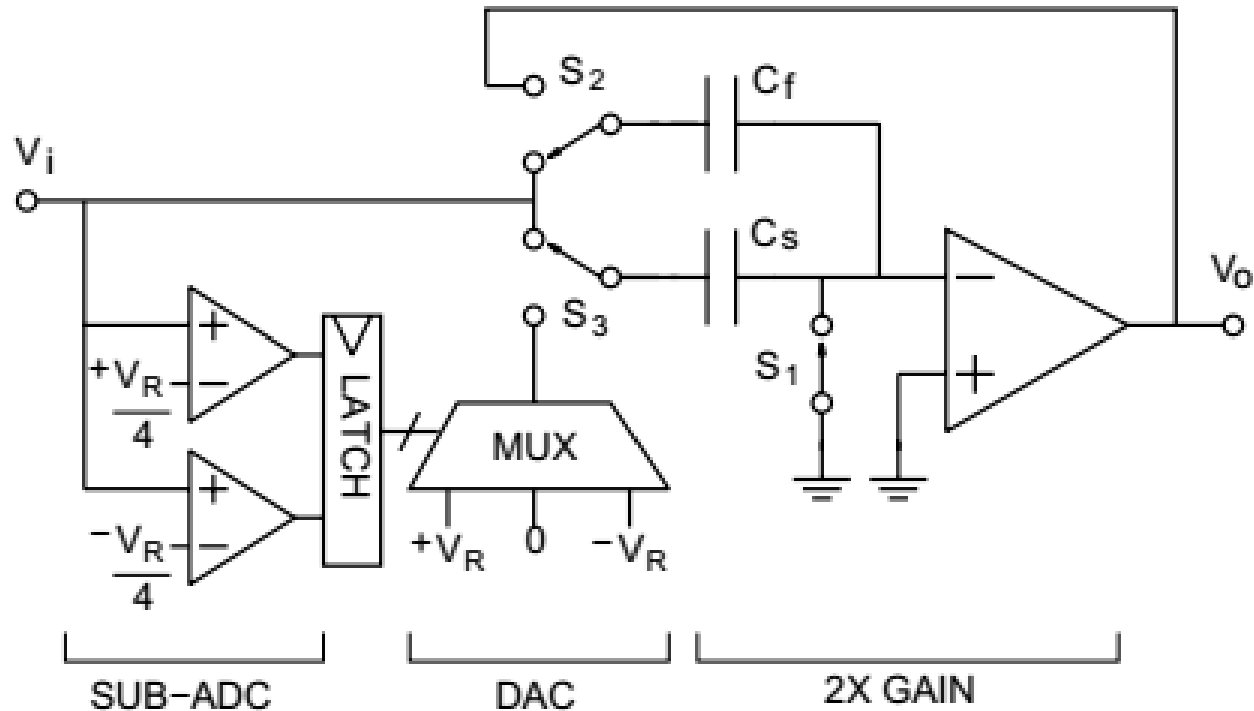 S2
Cf
Vi
Cs
S3
Vo
+
+VR
4
−
LATCH
MUX
S1
−
+
+
−VR
4
−
+VR
0
−VR
SUB−ADC
DAC
2X GAIN